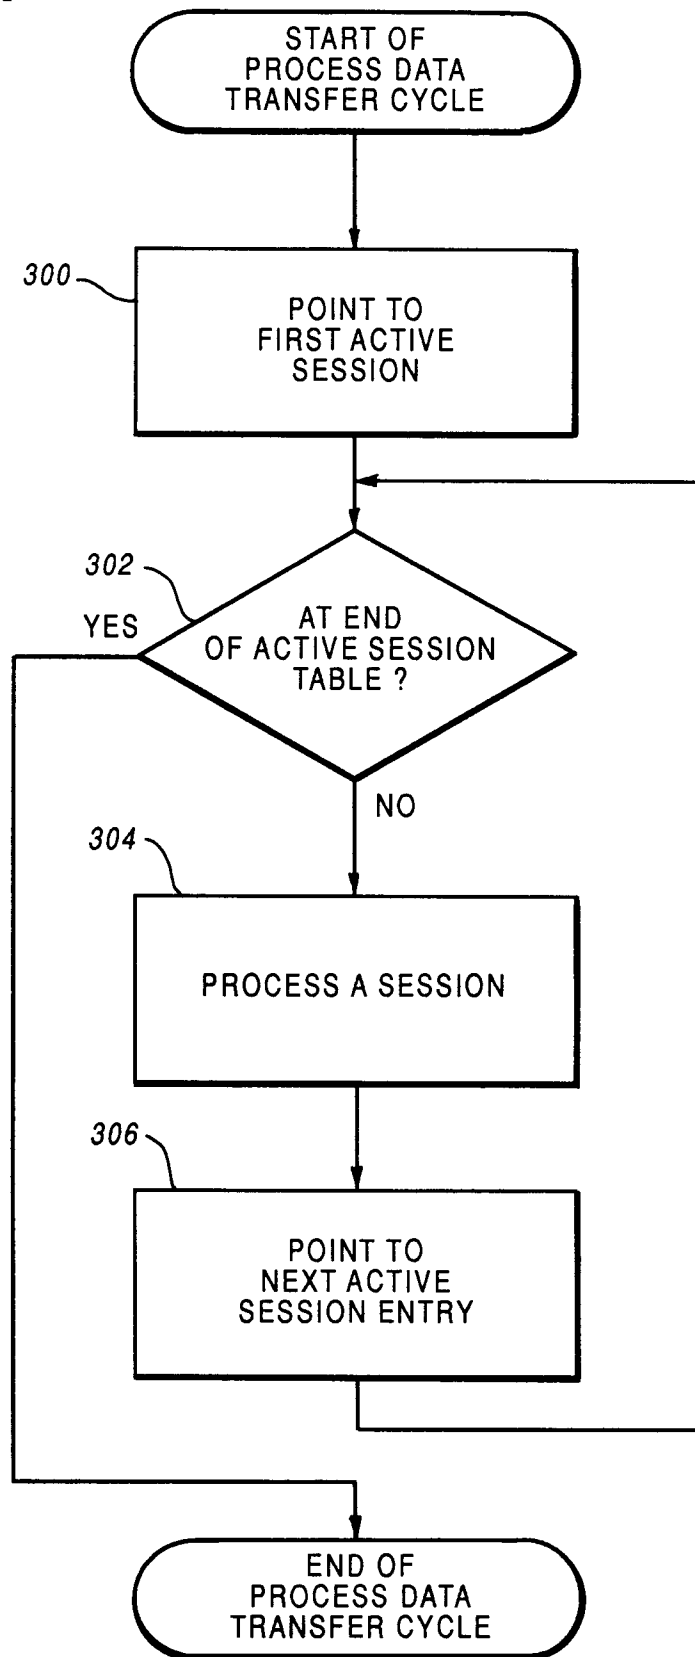 START OF
PROCESS DATA
TRANSFER CYCLE
300
POINT TO
FIRST ACTIVE
SESSION
302
YES
AT END
OF ACTIVE SESSION
TABLE ?
NO
304
PROCESS A SESSION
306
POINT TO
NEXT ACTIVE
SESSION ENTRY
END OF
PROCESS DATA
TRANSFER CYCLE